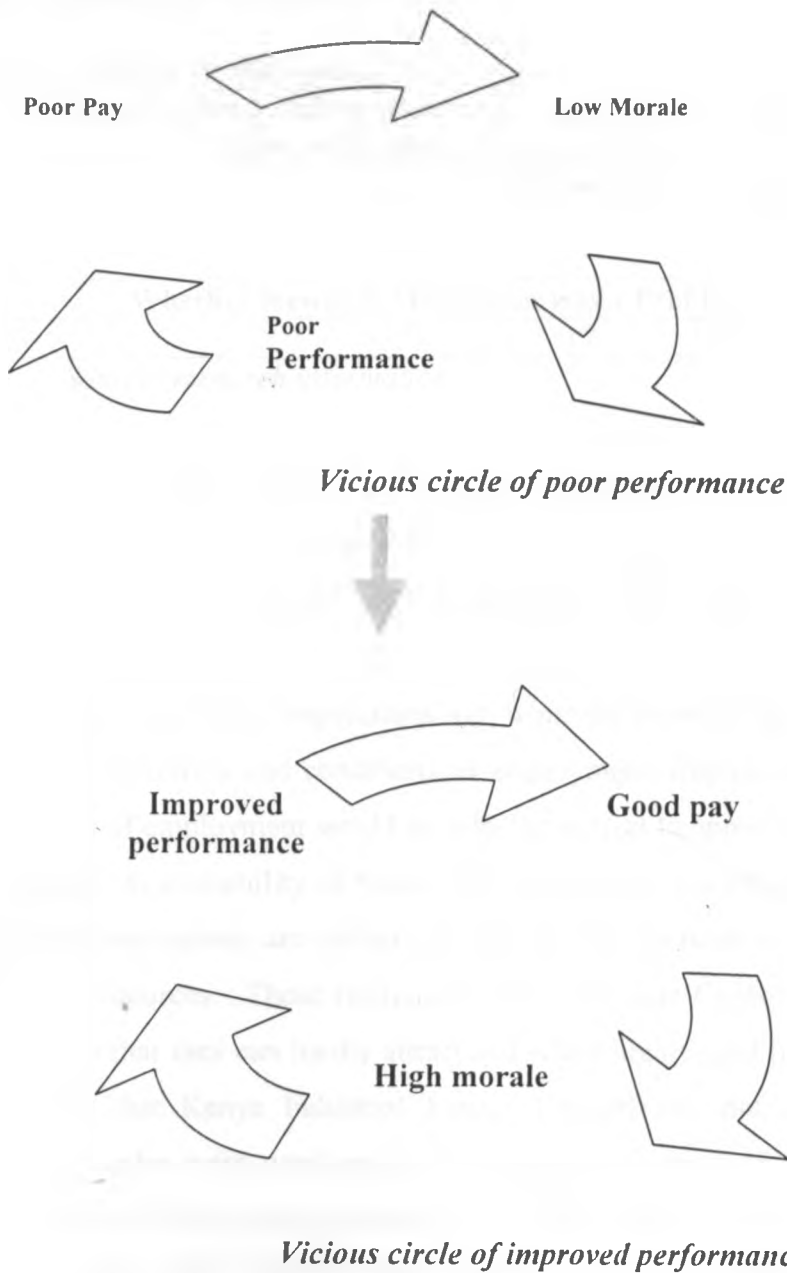 Poor Pay
Low Morale
Poor
Performance
Vicious circle of poor performance
Improved
performance
Good pay
High morale
Vicious circle of improved performanc